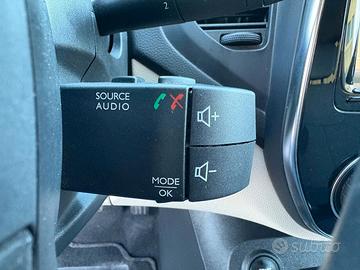 SOURCE
AUDIO
+
-
MODE
OK
subito